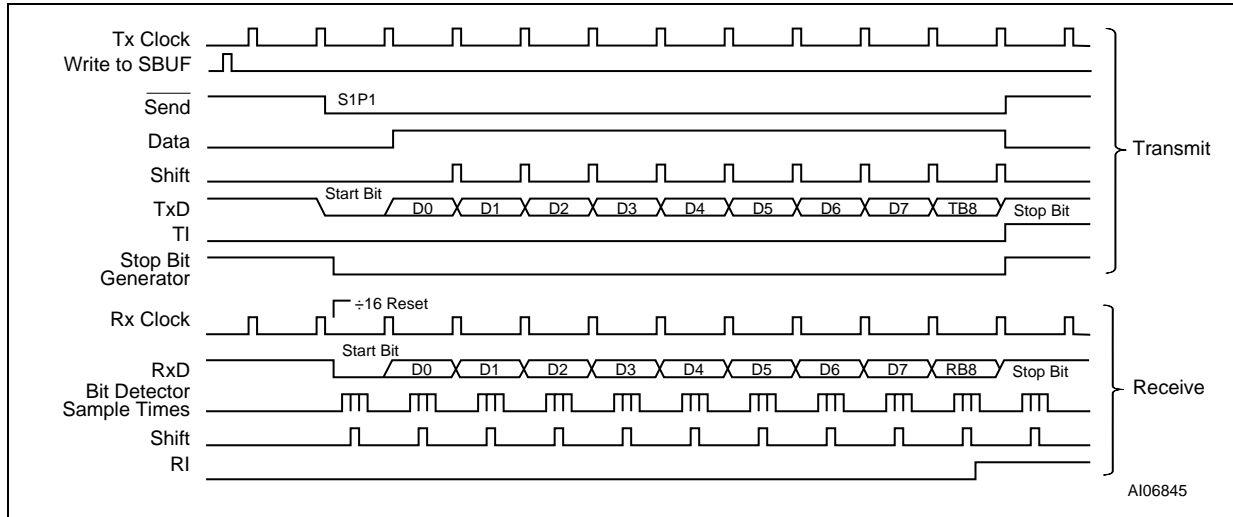 Tx Clock
Write to SBUF
Send
S1P1
Data
Transmit
Shift
Start Bit
TxD
D0 D1 D2 D3 D4 D5 D6 D7 TB8 Stop Bit
TI
Stop Bit
Generator
÷16 Reset
Rx Clock
Start Bit
RxD
D0 D1 D2 D3 D4 D5 D6 D7 RB8 Stop Bit
Bit Detector
Sample Times
Receive
Shift
RI
AI06845